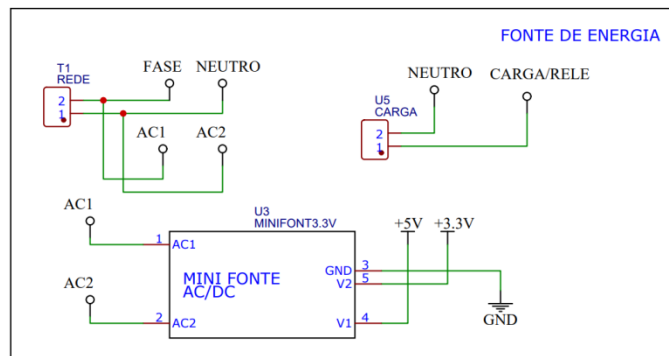 FONTE DE ENERGIA
T1
REDE
2
1
FASE
NEUTRO
AC1
AC2
NEUTRO
CARGA/RELE
U5
CARGA
2
1
AC1
AC2
U3
MINIFONT3.3V
1
AC1
2
AC2
MINI FONTE
AC/DC
GND
3
V2
5
V1
4
+5V
+3.3V
GND